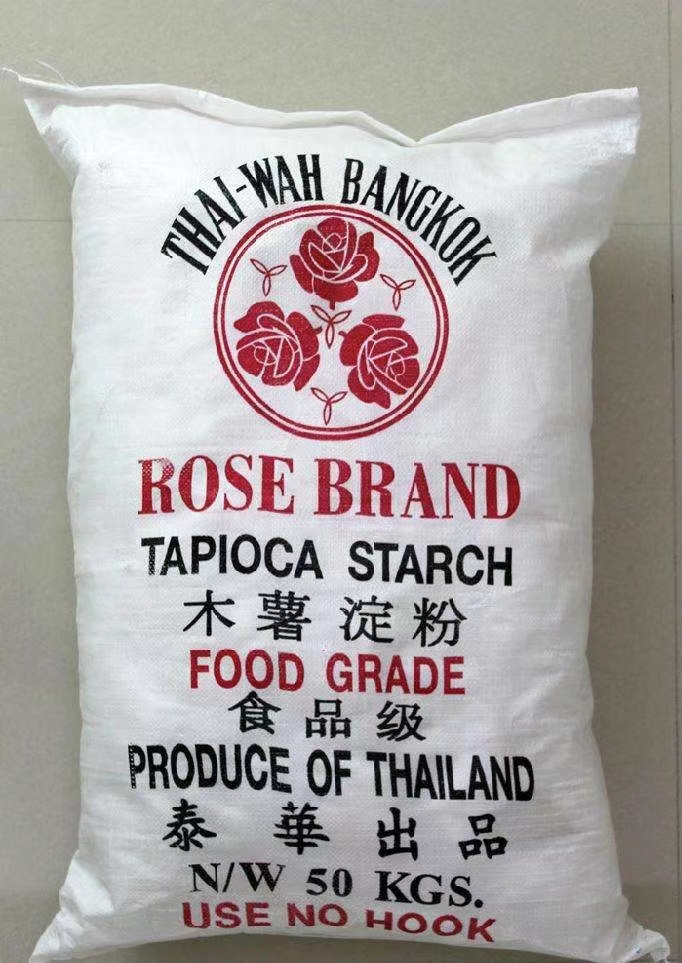 THAI-WAH BANGKOK
ROSE BRAND
TAPIOCA STARCH
木薯淀粉
FOOD GRADE
食品级
PRODUCE OF THAILAND
泰華出品
N/W 50 KGS.
USE NO HOOK